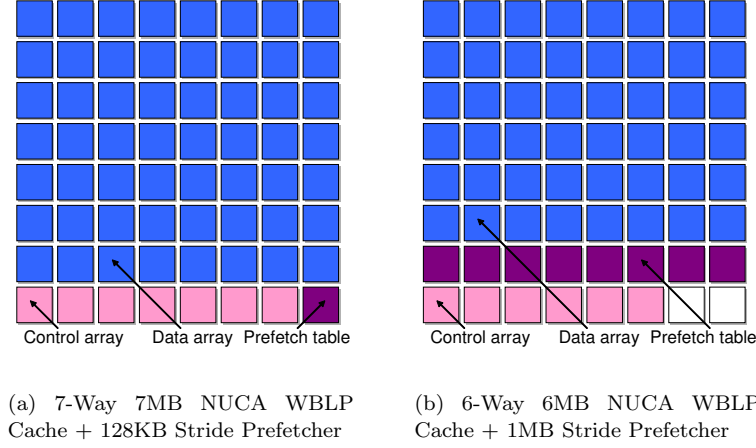 Control array Data array Prefetch table
Control array Data array Prefetch table
(a) 7-Way 7MB NUCA WBLP
Cache + 128KB Stride Prefetcher
(b) 6-Way 6MB NUCA WBLP
Cache + 1MB Stride Prefetcher